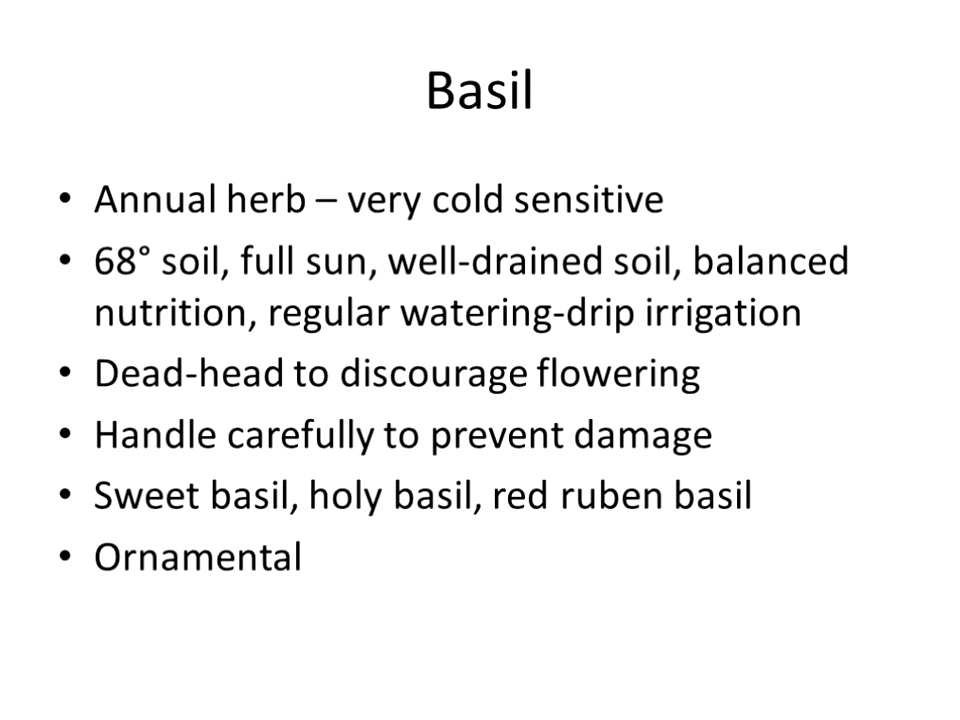 Basil
• Annual herb – very cold sensitive
• 68° soil, full sun, well-drained soil, balanced
nutrition, regular watering-drip irrigation
• Dead-head to discourage flowering
• Handle carefully to prevent damage
• Sweet basil, holy basil, red ruben basil
• Ornamental